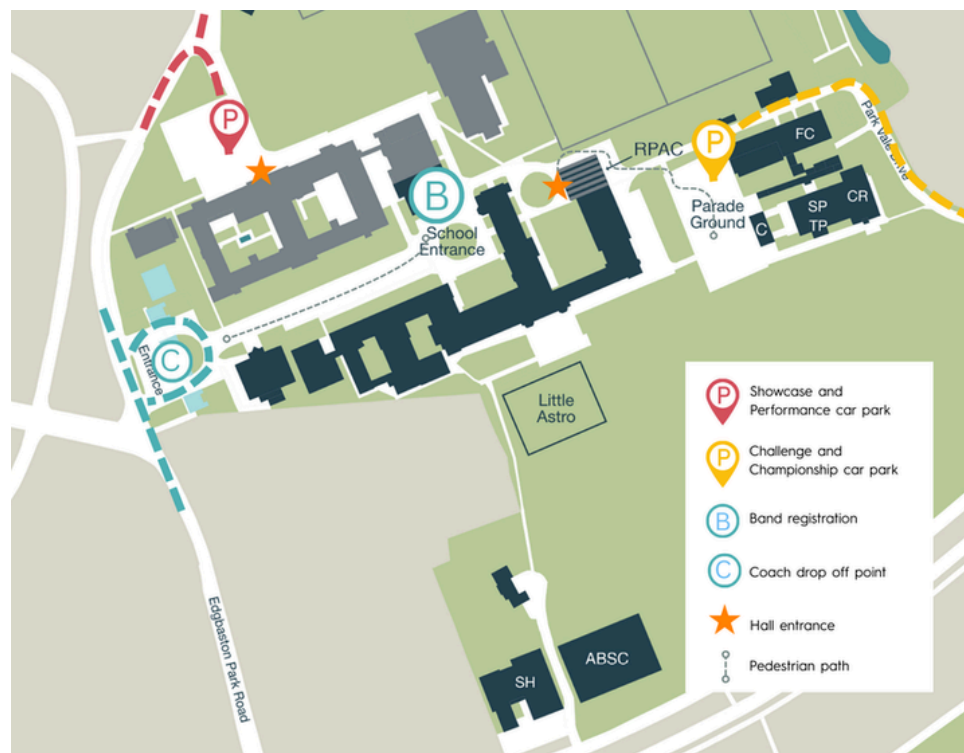 P
P
FC
RPAC
Park Vale Drive
B
School
Entrance
Parade
Ground
C
SP
TP
CR
Entrance
C
Little
Astro
Edgbaston Park Road
SH
ABSC
P
Showcase and
Performance car park
P
Challenge and
Championship car park
B
Band registration
C
Coach drop off point
Hall entrance
Pedestrian path